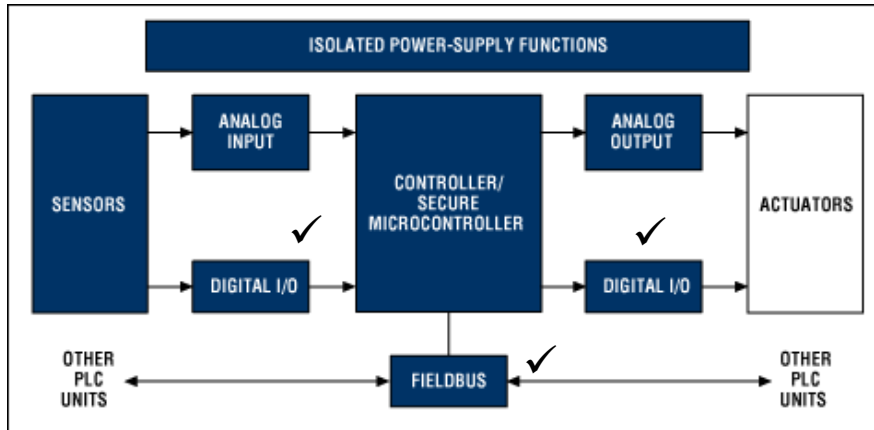 ISOLATED POWER-SUPPLY FUNCTIONS
SENSORS
ANALOG
INPUT
DIGITAL I/O
CONTROLLER/
SECURE
MICROCONTROLLER
ANALOG
OUTPUT
DIGITAL I/O
ACTUATORS
OTHER
PLC
UNITS
FIELDBUS
OTHER
PLC
UNITS